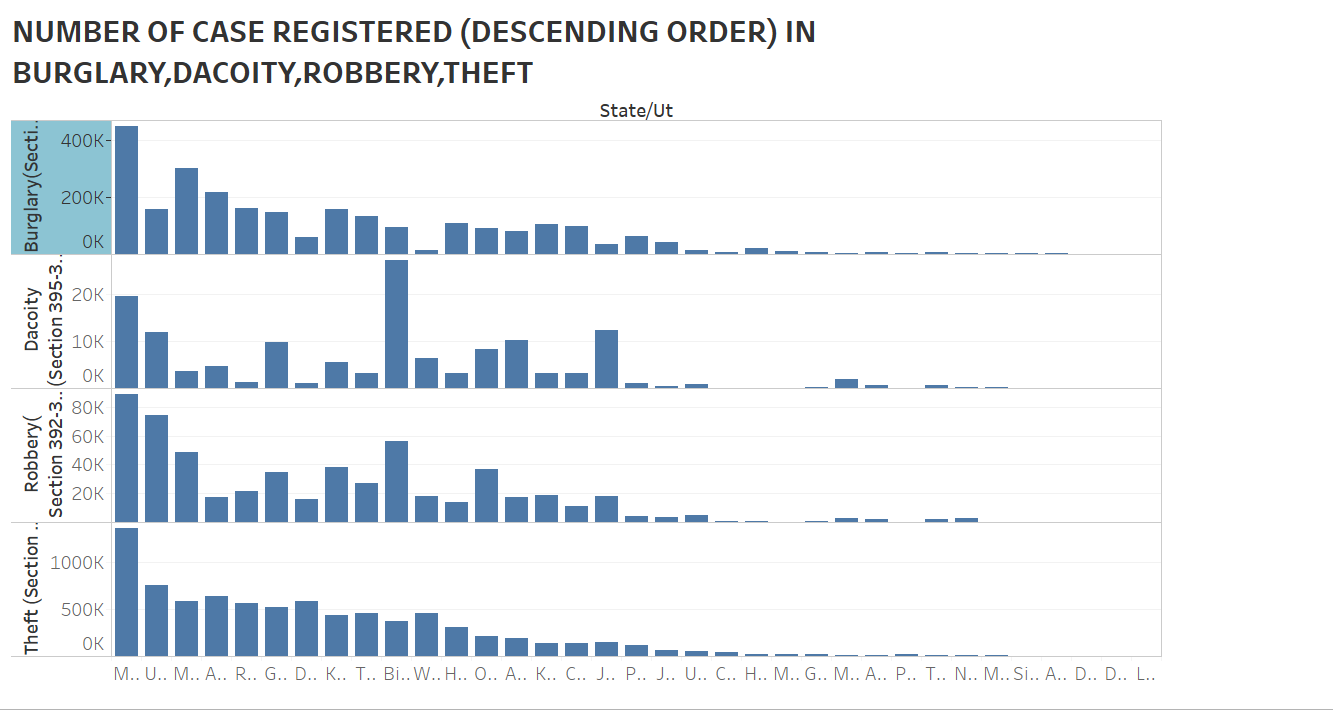 NUMBER OF CASE REGISTERED (DESCENDING ORDER) IN
BURGLARY,DACOITY,ROBBERY,THEFT
State/Ut
Burglary(Secti..
400K
200K
0K
Dacoity
(Section 395-3..
20K
10K
0K
Robbery(
Section 392-3..
80K
60K
40K
20K
Theft (Section ..
1000K
500K
0K
M.. U.. M.. A.. R.. G.. D.. K.. T.. Bi.. W.. H.. O.. A.. K.. C.. J.. P.. J.. U.. C.. H.. M.. G.. M.. A.. P.. T.. N.. M.. Si.. A.. D.. D.. L..